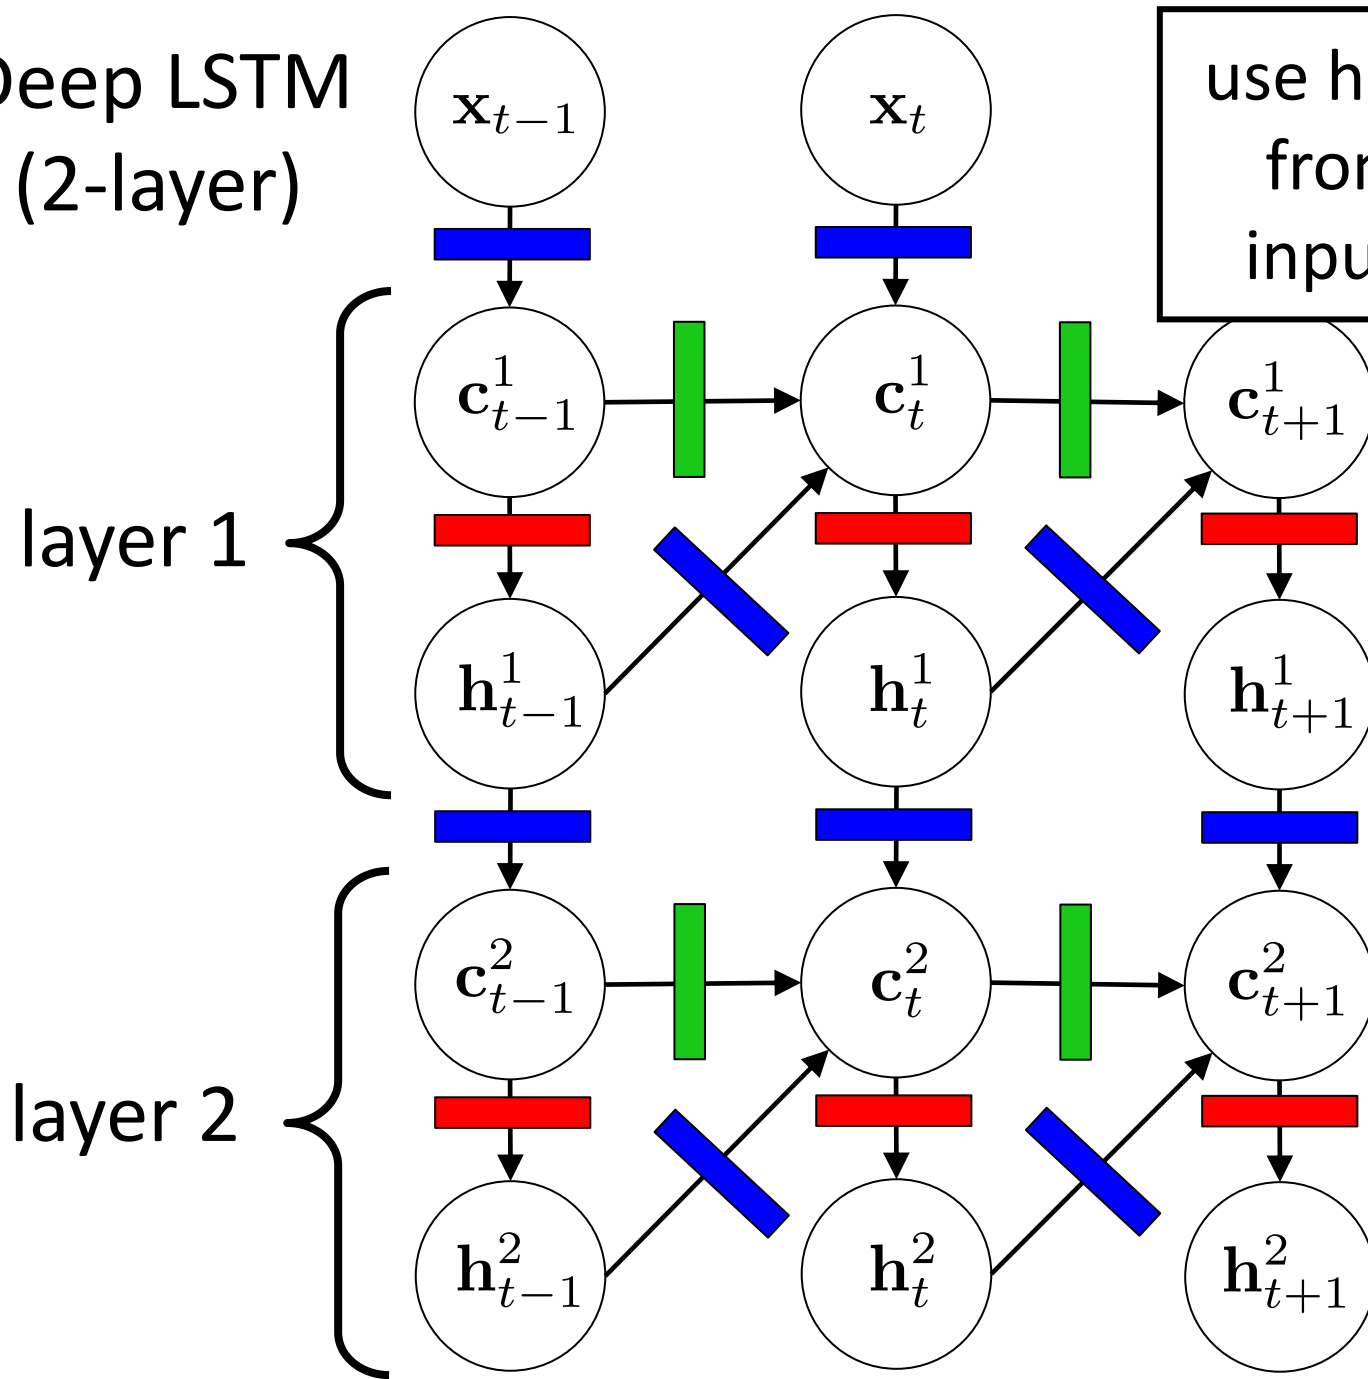 Deep LSTM
(2-layer)
use h
from
inpu
𝐱_{t−1}
𝐱_t
layer 1
𝐜^1_{t−1}
𝐜^1_t
𝐜^1_{t+1}
𝐡^1_{t−1}
𝐡^1_t
𝐡^1_{t+1}
layer 2
𝐜^2_{t−1}
𝐜^2_t
𝐜^2_{t+1}
𝐡^2_{t−1}
𝐡^2_t
𝐡^2_{t+1}